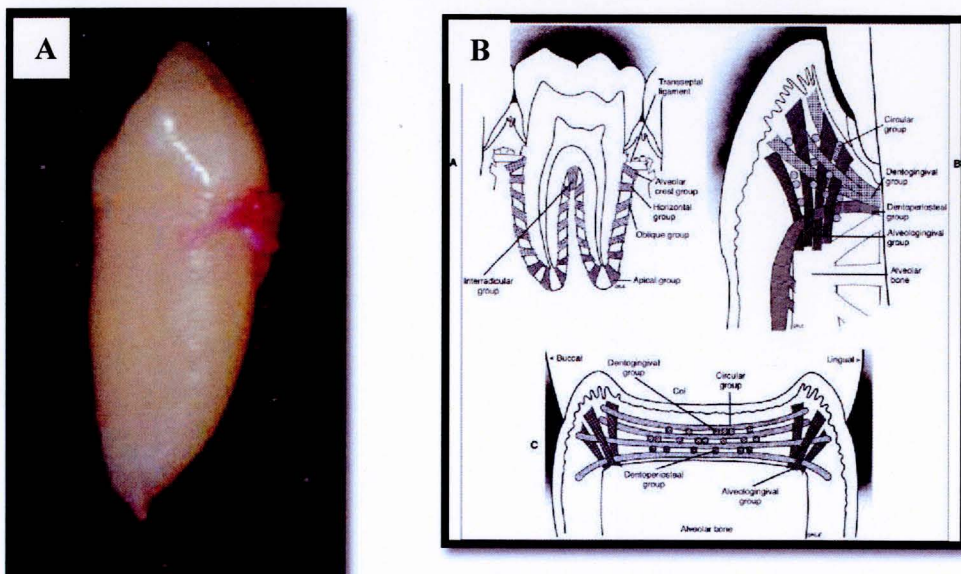 A
B
A
Transseptal
ligament
Alveolar
crest group
Horizontal
group
Oblique group
Interradicular
group
Apical group
B
Circular
group
Dentogingival
group
Dentoperiosteal
group
Alveologingival
group
Alveolar
bone
C
Buccal
Lingual
Dentogingival
group
Circular
group
Col
Dentoperiosteal
group
Alveologingival
group
Alveolar bone